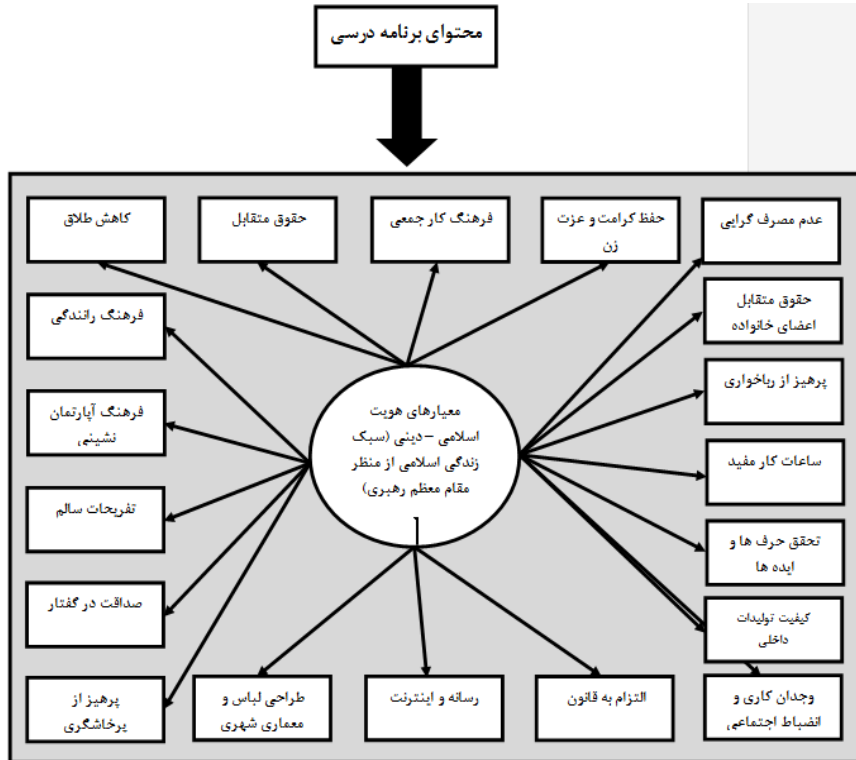 محتوای برنامه درسی
عدم مصرف گرایی
حفظ کرامت و عزت
زن
فرهنگ کار جمعی
حقوق متقابل
کاهش طلاق
حقوق متقابل
اعضای خانواده
فرهنگ رانندگی
پرهیز از رباخواری
فرهنگ آپارتمان
نشینی
معیارهای هویت
اسلامی –دینی (سبک
زندگی اسلامی از منظر
مقام معظم رهبری)
[
ساعات کار مفید
تفریحات سالم
تحقق حرف ها و
ایده ها
صداقت در گفتار
کیفیت تولیدات
داخلی
وجدان کاری و
انضباط اجتماعی
التزام به قانون
رسانه و اینترنت
طراحی لباس و
معماری شهری
پرهیز از
پرخاشگری